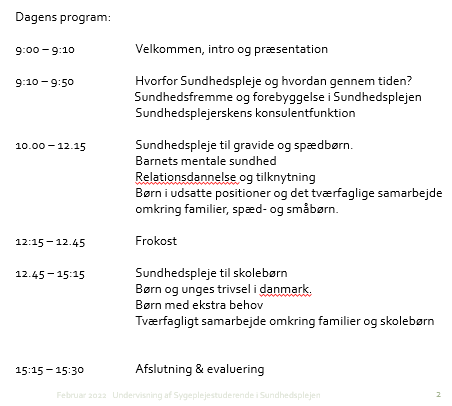 Dagens program:
9:00 – 9:10 Velkommen, intro og præsentation
9:10 – 9:50 Hvorfor Sundhedspleje og hvordan gennem tiden?
Sundhedsfremme og forebyggelse i Sundhedsplejen
Sundhedsplejerskens konsulentfunktion
10.00 – 12.15 Sundhedspleje til gravide og spædbørn.
Barnets mentale sundhed
Relationsdannelse og tilknytning
Børn i udsatte positioner og det tværfaglige samarbejde
omkring familier, spæd- og småbørn.
12:15 – 12.45 Frokost
12.45 – 15:15 Sundhedspleje til skolebørn
Børn og unges trivsel i danmark.
Børn med ekstra behov
Tværfagligt samarbejde omkring familier og skolebørn
15:15 – 15:30 Afslutning & evaluering
Februar 2022 Undervisning af Sygeplejestuderende i Sundhedsplejen 2